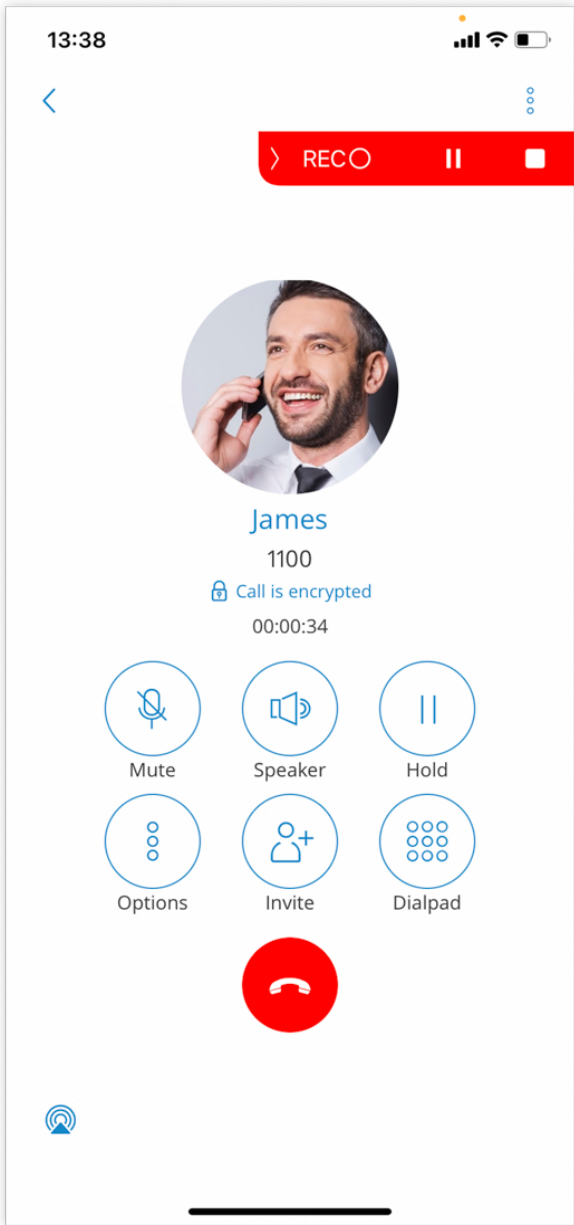 13:38
REC
James
1100
Call is encrypted
00:00:34
Mute Speaker Hold
Options Invite Dialpad